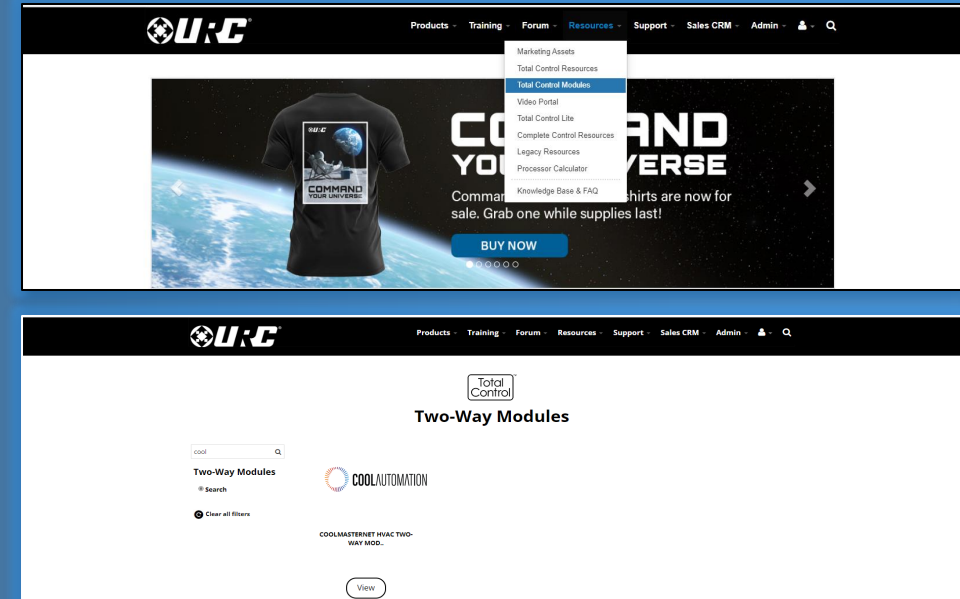 URC
Products Training Forum Resources Support Sales CRM Admin
Marketing Assets
Total Control Resources
Total Control Modules
Video Portal
Total Control Lite
Complete Control Resources
Legacy Resources
Processor Calculator
Knowledge Base & FAQ
URC
COMMAND
YOUR UNIVERSE
CO AND
YOU VERSE
Comman shirts are now for
sale. Grab one while supplies last!
BUY NOW
URC
Products Training Forum Resources Support Sales CRM Admin
Total
Control
Two-Way Modules
cool
Two-Way Modules
Search
Clear all filters
COOLAUTOMATION
COOLMASTERNET HVAC TWO-
WAY MOD..
View